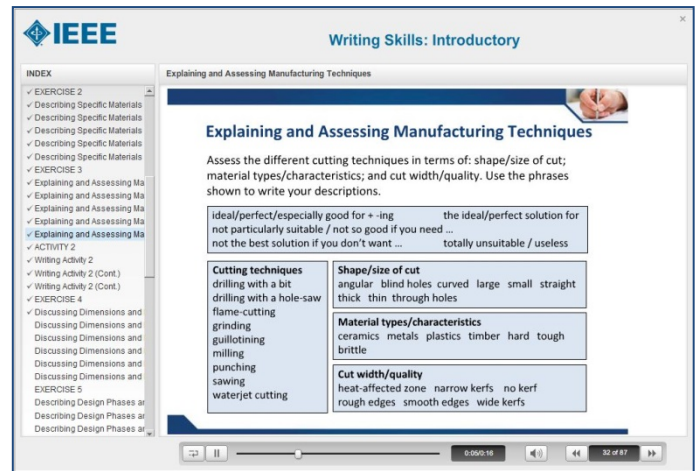 IEEE
Writing Skills: Introductory
×
INDEX
✓ EXERCISE 2
✓ Describing Specific Materials
✓ Describing Specific Materials
✓ Describing Specific Materials
✓ Describing Specific Materials
✓ Describing Specific Materials
✓ EXERCISE 3
✓ Explaining and Assessing Ma
✓ Explaining and Assessing Ma
✓ Explaining and Assessing Ma
✓ Explaining and Assessing Ma
✓ Explaining and Assessing Ma
✓ ACTIVITY 2
✓ Writing Activity 2
✓ Writing Activity 2 (Cont.)
✓ Writing Activity 2 (Cont.)
✓ EXERCISE 4
✓ Discussing Dimensions and
Discussing Dimensions and
Discussing Dimensions and
Discussing Dimensions and
Discussing Dimensions and
Discussing Dimensions and
EXERCISE 5
Describing Design Phases ar
Describing Design Phases ar
Describing Design Phases ar
Explaining and Assessing Manufacturing Techniques
Explaining and Assessing Manufacturing Techniques
Assess the different cutting techniques in terms of: shape/size of cut;
material types/characteristics; and cut width/quality. Use the phrases
shown to write your descriptions.
ideal/perfect/especially good for + -ing the ideal/perfect solution for
not particularly suitable / not so good if you need ...
not the best solution if you don't want ... totally unsuitable / useless
Cutting techniques
drilling with a bit
drilling with a hole-saw
flame-cutting
grinding
guillotining
milling
punching
sawing
waterjet cutting
Shape/size of cut
angular blind holes curved large small straight
thick thin through holes
Material types/characteristics
ceramics metals plastics timber hard tough
brittle
Cut width/quality
heat-affected zone narrow kerfs no kerf
rough edges smooth edges wide kerfs
0:05/0:16
32 of 67